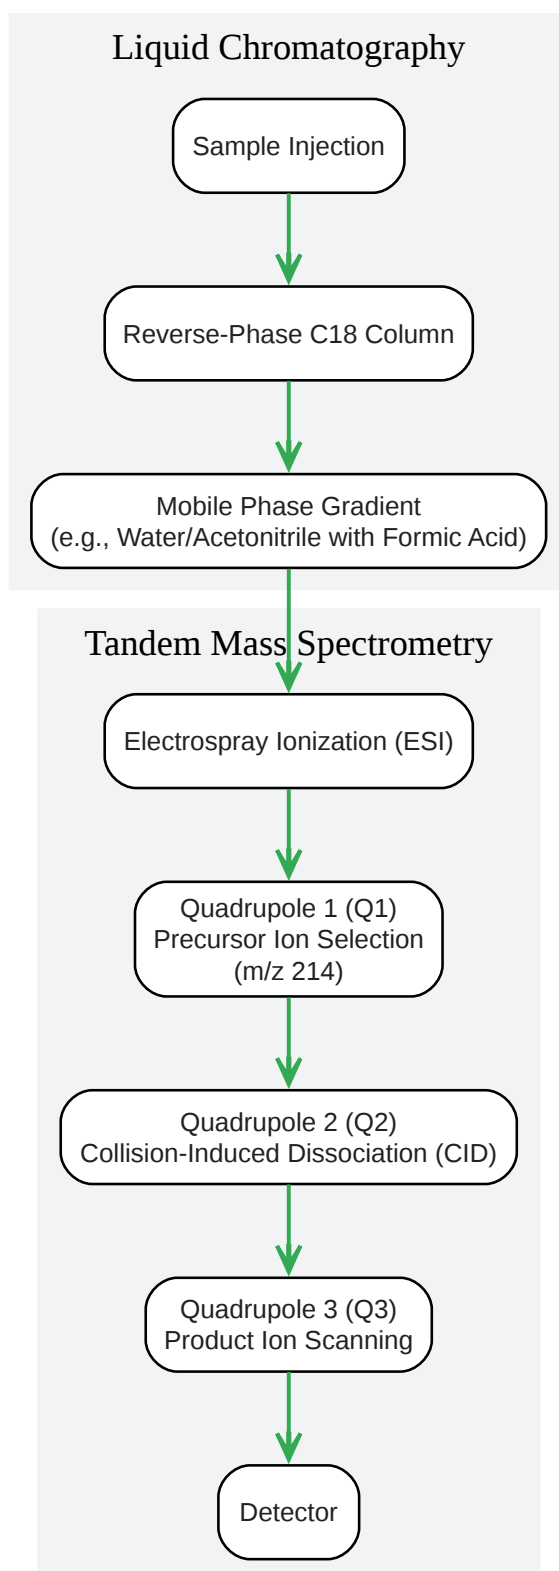 Liquid Chromatography
Sample Injection
Reverse-Phase C18 Column
Mobile Phase Gradient
(e.g., Water/Acetonitrile with Formic Acid)
Tandem Mass Spectrometry
Electrospray Ionization (ESI)
Quadrupole 1 (Q1)
Precursor Ion Selection
(m/z 214)
Quadrupole 2 (Q2)
Collision-Induced Dissociation (CID)
Quadrupole 3 (Q3)
Product Ion Scanning
Detector